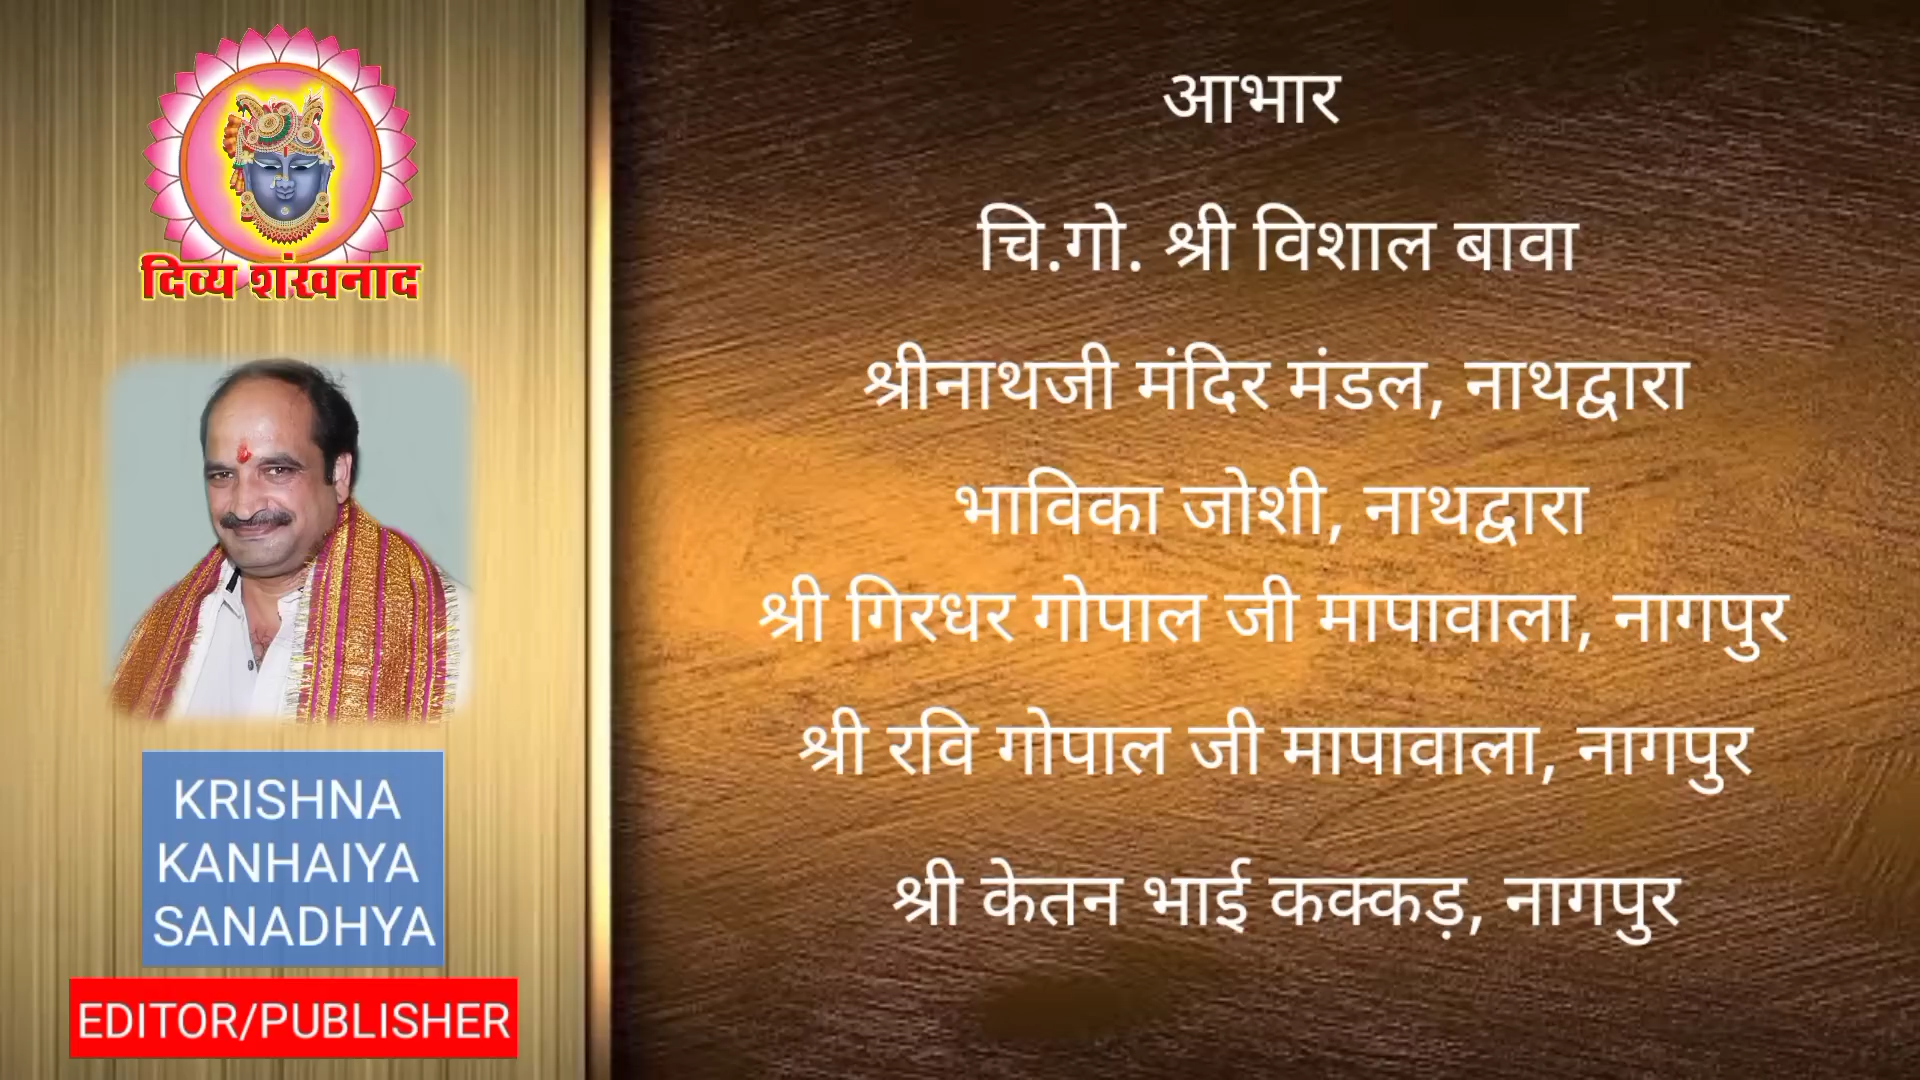 दिव्य शंखनाद
KRISHNA
KANHAIYA
SANADHYA
EDITOR/PUBLISHER
आभार
चि.गो. श्री विशाल बावा
श्रीनाथजी मंदिर मंडल, नाथद्वारा
भाविका जोशी, नाथद्वारा
श्री गिरधर गोपाल जी मापावाला, नागपुर
श्री रवि गोपाल जी मापावाला, नागपुर
श्री केतन भाई कक्कड़, नागपुर